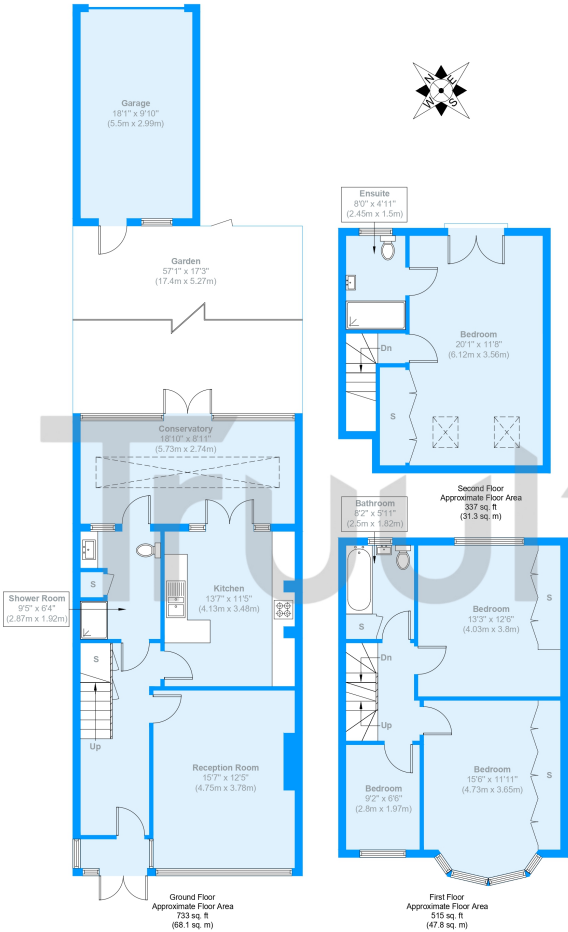 Garage
18'1" x 9'10"
(5.5m x 2.99m)
N
E
S
W
Ensuite
8'0" x 4'11"
(2.45m x 1.5m)
Garden
57'1" x 17'3"
(17.4m x 5.27m)
Bedroom
20'1" x 11'8"
(6.12m x 3.56m)
Dn
S
Conservatory
18'10" x 8'11"
(5.73m x 2.74m)
Second Floor
Approximate Floor Area
337 sq. ft
(31.3 sq. m)
Bathroom
8'2" x 5'11"
(2.5m x 1.82m)
Kitchen
13'7" x 11'5"
(4.13m x 3.48m)
S
Shower Room
9'5" x 6'4"
(2.87m x 1.92m)
Bedroom
13'3" x 12'6"
(4.03m x 3.8m)
S
S
S
Dn
Up
Up
Reception Room
15'7" x 12'5"
(4.75m x 3.78m)
Bedroom
15'6" x 11'11"
(4.73m x 3.65m)
S
Bedroom
9'2" x 6'6"
(2.8m x 1.97m)
Ground Floor
Approximate Floor Area
733 sq. ft
(68.1 sq. m)
First Floor
Approximate Floor Area
515 sq. ft
(47.8 sq. m)